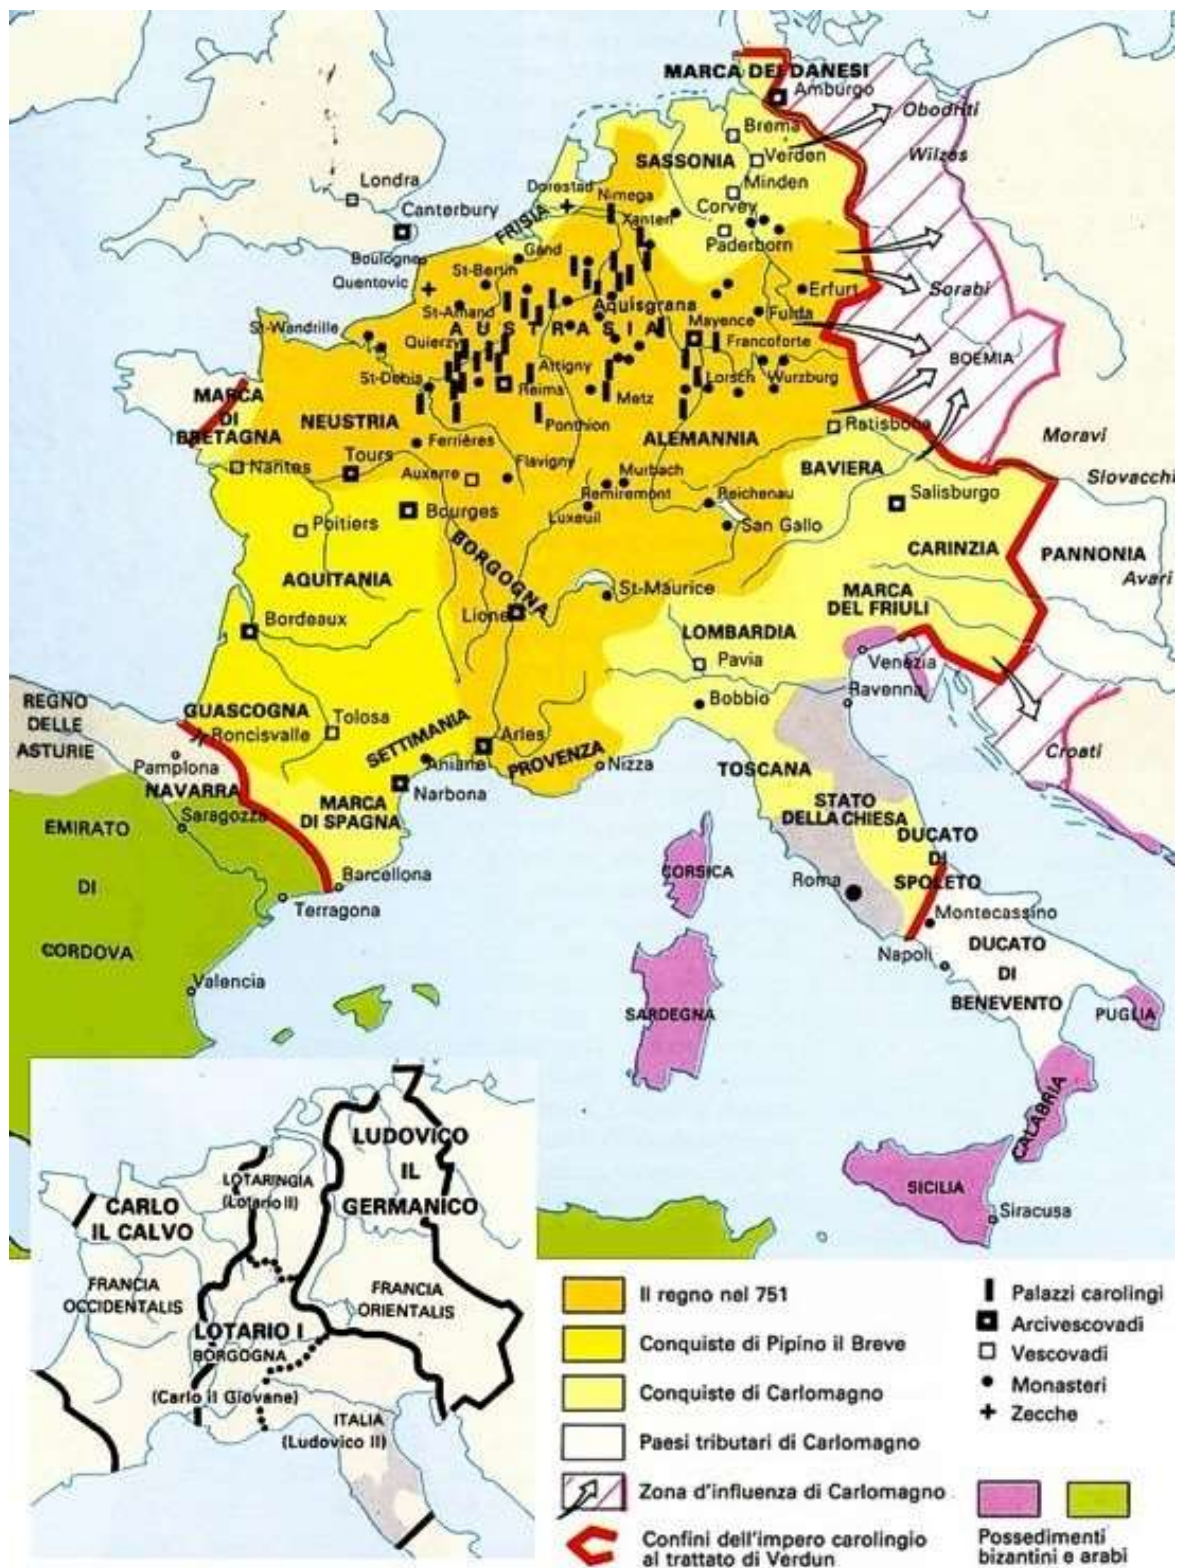 MARCA DEI DANESI
Amburgo
Obodriti
Brema
Wilzes
SASSONIA
Verden
Londra
Minden
Dorestad
Nimega
Canterbury
FRISIA
Xanten
Corvey
Paderborn
Boulogne
Gand
Quentovic
St-Bertin
Erfurt
Sorabi
Aquisgrana
St-Amand
Fulda
St-Wandrille
AUSTRASIA
Mayence
Quierzy
Francoforte
BOEMIA
Attigny
St-Denis
Reims
Lorsch
Wurzburg
MARCA
DI
BRETAGNA
Metz
NEUSTRIA
Ponthion
ALEMANNIA
Ratisbona
Moravi
Ferrières
Nantes
Tours
Auxerre
Flavigny
Murbach
BAVIERA
Slovacchi
Remiremont
Reichenau
Salisburgo
Bourges
Luxeuil
San Gallo
Poitiers
BORGOGNA
CARINZIA
PANNONIA
AQUITANIA
St-Maurice
Avari
MARCA
DEL FRIULI
Lione
Bordeaux
LOMBARDIA
Pavia
Venezia
REGNO
DELLE
ASTURIE
GUASCOGNA
Bobbio
Ravenna
Tolosa
Roncisvalle
SETTIMANIA
Arles
Pamplona
Aniane
PROVENZA
Nizza
Croati
NAVARRA
TOSCANA
Narbona
Saragozza
MARCA
DI SPAGNA
STATO
DELLA CHIESA
EMIRATO
DI
CORDOVA
DUCATO
DI
SPOLETO
Barcellona
CORSICA
Roma
Terragona
Montecassino
Napoli
DUCATO
DI
BENEVENTO
Valencia
SARDEGNA
PUGLIA
CALABRIA
SICILIA
Siracusa
LUDOVICO
IL
GERMANICO
LOTARINGIA
(Lotario II)
CARLO
IL CALVO
FRANCIA
OCCIDENTALIS
FRANCIA
ORIENTALIS
LOTARIO I
BORGOGNA
(Carlo il Giovane)
ITALIA
(Ludovico II)
Il regno nel 751
Conquiste di Pipino il Breve
Conquiste di Carlomagno
Paesi tributari di Carlomagno
Zona d'influenza di Carlomagno
Confini dell'impero carolingio
al trattato di Verdun
Palazzi carolingi
Arcivescovadi
Vescovadi
Monasteri
Zecche
Possedimenti
bizantini e arabi